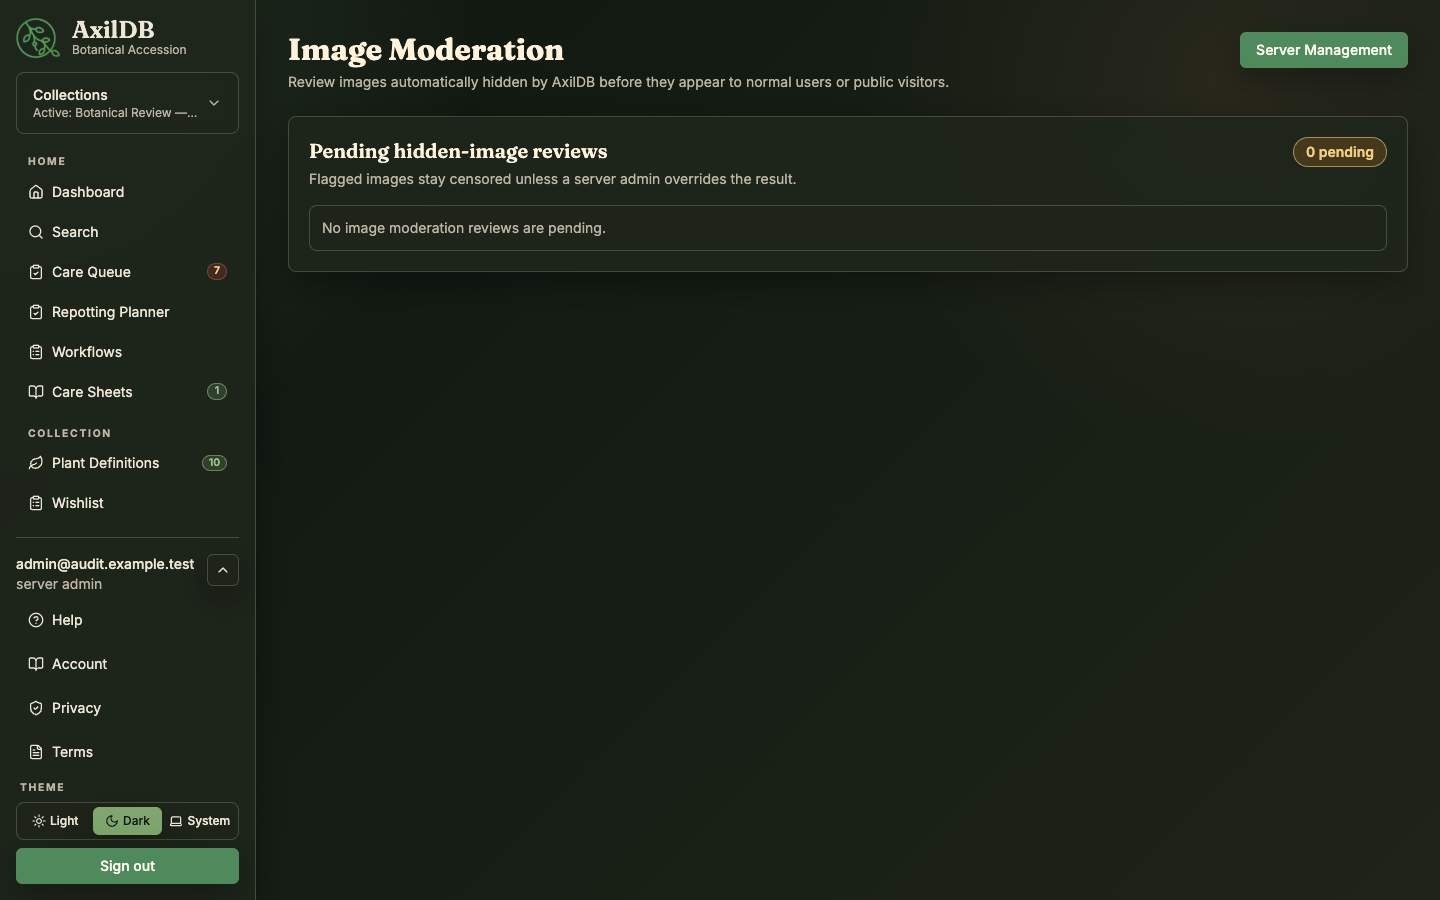 AxilDB
Botanical Accession
Collections
Active: Botanical Review —...
HOME
Dashboard
Search
Care Queue 7
Repotting Planner
Workflows
Care Sheets 1
COLLECTION
Plant Definitions 10
Wishlist
admin@audit.example.test
server admin
Help
Account
Privacy
Terms
THEME
Light Dark System
Sign out
Image Moderation
Review images automatically hidden by AxilDB before they appear to normal users or public visitors.
Server Management
Pending hidden-image reviews
0 pending
Flagged images stay censored unless a server admin overrides the result.
No image moderation reviews are pending.